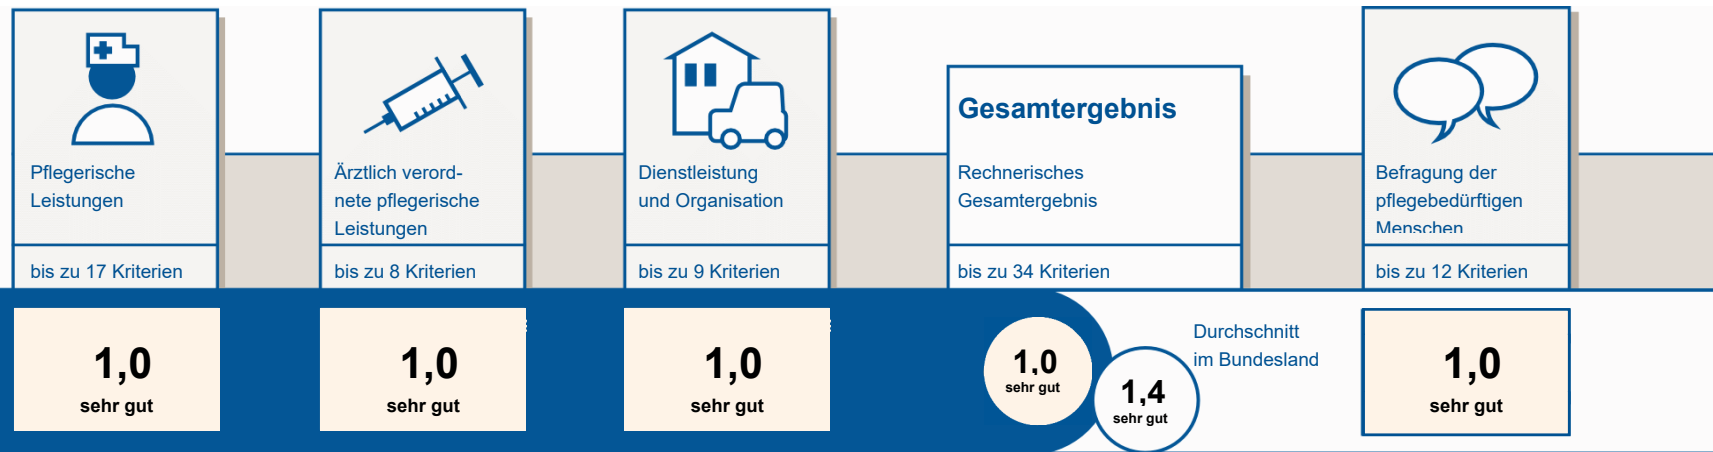 Pflegerische
Leistungen
bis zu 17 Kriterien
1,0
sehr gut
Ärztlich verord-
nete pflegerische
Leistungen
bis zu 8 Kriterien
1,0
sehr gut
Dienstleistung
und Organisation
bis zu 9 Kriterien
1,0
sehr gut
Gesamtergebnis
Rechnerisches
Gesamtergebnis
bis zu 34 Kriterien
1,0
sehr gut
1,4
sehr gut
Durchschnitt
im Bundesland
Befragung der
pflegebedürftigen
Menschen
bis zu 12 Kriterien
1,0
sehr gut